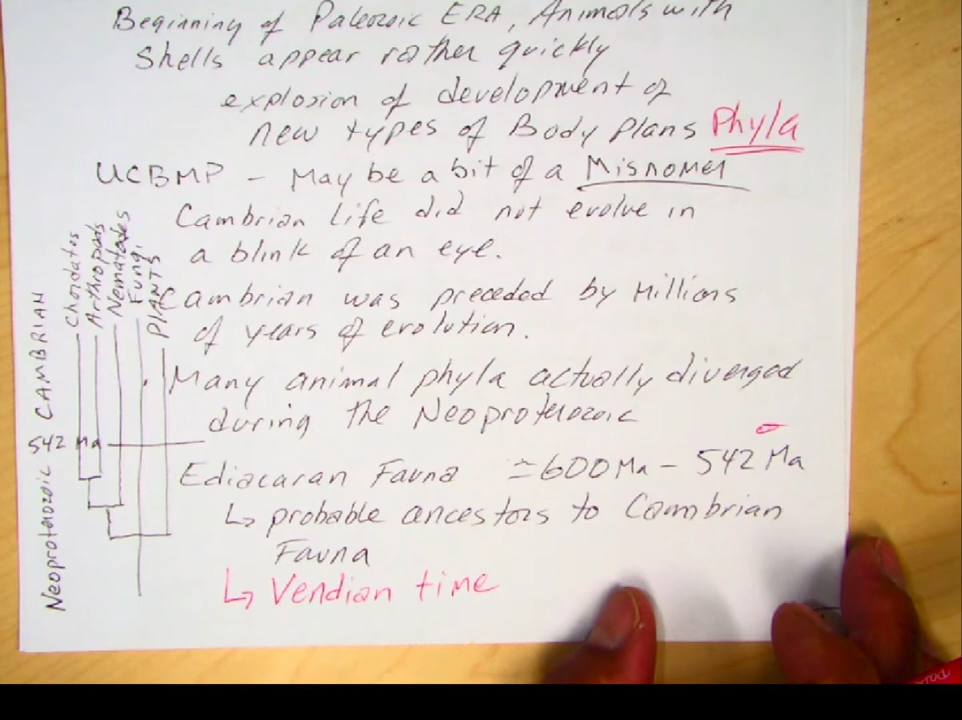 Beginning of Paleozoic ERA, Animals with
Shells appear rather quickly
explosion of development of
new types of Body Plans Phyla
UCBMP - May be a bit of a Misnomer
Cambrian Life did not evolve in
a blink of an eye.
Cambrian was preceded by Millions
of years of evolution.
Many animal phyla actually diverged
during the Neoproterozoic
Ediacaran Fauna ≃600Ma - 542 Ma
↳ probable ancestors to Cambrian
Fauna
↳ Vendian time
Chordates
Arthropods
Nematodes
Fungi
PLANTS
CAMBRIAN
542 Ma
Neoproterozoic